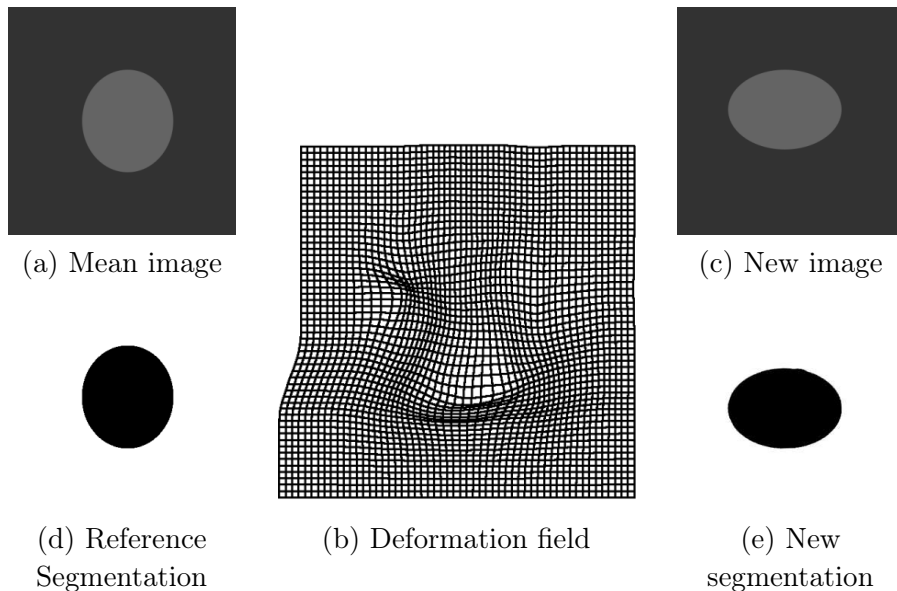 (a) Mean image
(c) New image
(d) Reference
Segmentation
(b) Deformation field
(e) New
segmentation